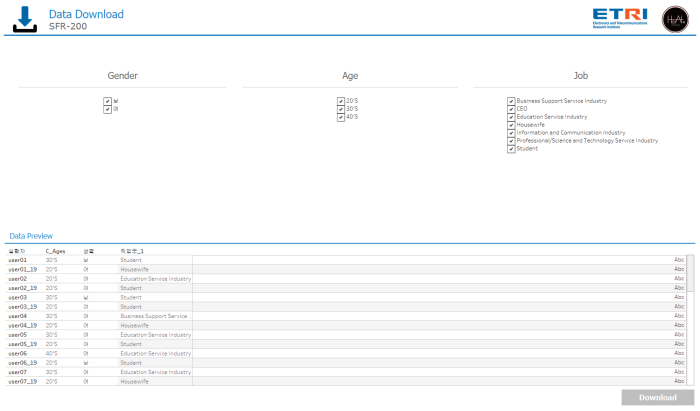 Data Download
SFR-200
ETRI
Electronics and Telecommunications
Research Institute
Gender
Age
Job
남
여
20'S
30'S
40'S
Business Support Service Industry
CEO
Education Service Industry
Housewife
Information and Communication Industry
Professional/Science and Technology Service Industry
Student
Data Preview
실험자 C_Ages 성별 직업군_1
user01 30'S 남 Student Abc
user01_19 20'S 여 Housewife Abc
user02 20'S 여 Education Service Industry Abc
user02_19 20'S 여 Student Abc
user03 30'S 남 Student Abc
user03_19 20'S 여 Student Abc
user04 30'S 여 Business Support Service Abc
user04_19 20'S 여 Housewife Abc
user05 30'S 여 Education Service Industry Abc
user05_19 20'S 여 Student Abc
user06 40'S 여 Education Service Industry Abc
user06_19 20'S 남 Student Abc
user07 30'S 여 Education Service Industry Abc
user07_19 20'S 여 Housewife Abc
Download